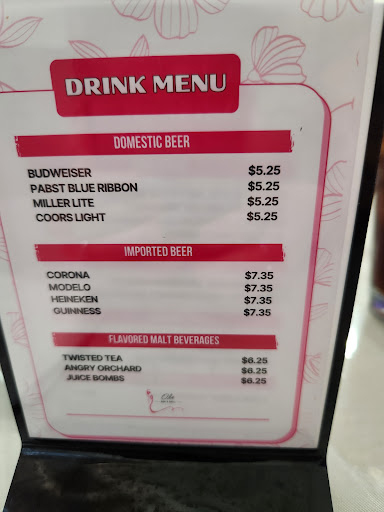 DRINK MENU
DOMESTIC BEER
BUDWEISER $5.25
PABST BLUE RIBBON $5.25
MILLER LITE $5.25
COORS LIGHT $5.25
IMPORTED BEER
CORONA $7.35
MODELO $7.35
HEINEKEN $7.35
GUINNESS $7.35
FLAVORED MALT BEVERAGES
TWISTED TEA $6.25
ANGRY ORCHARD $6.25
JUICE BOMBS $6.25